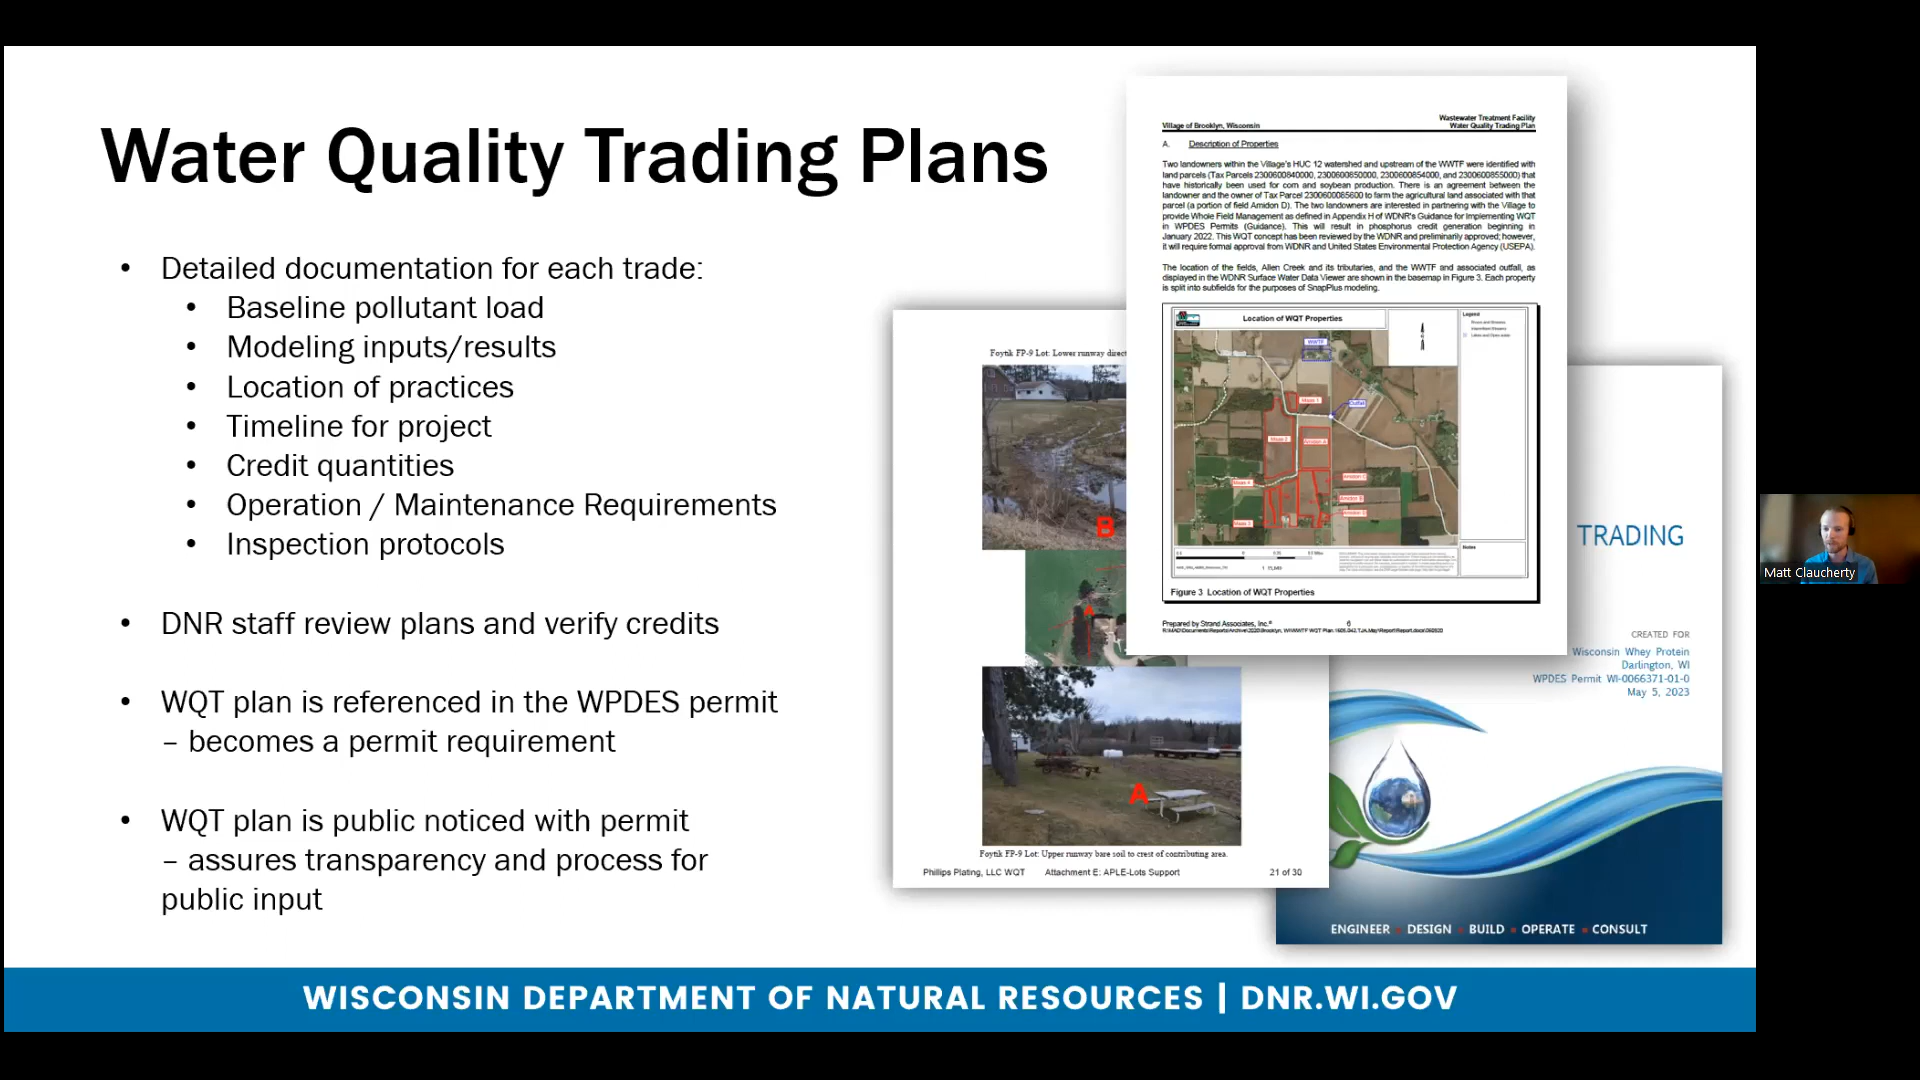 Water Quality Trading Plans
• Detailed documentation for each trade:
• Baseline pollutant load
• Modeling inputs/results
• Location of practices
• Timeline for project
• Credit quantities
• Operation / Maintenance Requirements
• Inspection protocols
• DNR staff review plans and verify credits
• WQT plan is referenced in the WPDES permit
– becomes a permit requirement
• WQT plan is public noticed with permit
– assures transparency and process for
public input
Village of Brooklyn, Wisconsin
Wastewater Treatment Facility
Water Quality Trading Plan
A. Description of Properties
Two landowners within the Village's HUC 12 watershed and upstream of the WWTF were identified with
land parcels (Tax Parcels 2300600840000, 2300600850000, 2300600854000, and 2300600855000) that
have historically been used for corn and soybean production. There is an agreement between the
landowner and the owner of Tax Parcel 2300600085600 to farm the agricultural land associated with that
parcel (a portion of field Amidon D). The two landowners are interested in partnering with the Village to
provide Whole Field Management as defined in Appendix H of WDNR's Guidance for Implementing WQT
in WPDES Permits (Guidance). This will result in phosphorus credit generation beginning in
January 2022. This WQT concept has been reviewed by the WDNR and preliminarily approved; however,
it will require formal approval from WDNR and United States Environmental Protection Agency (USEPA).
The location of the fields, Allen Creek and its tributaries, and the WWTF and associated outfall, as
displayed in the WDNR Surface Water Data Viewer are shown in the basemap in Figure 3. Each property
is split into subfields for the purposes of SnapPlus modeling.
Location of WQT Properties
Legend
WWTF
Outfall
Maas 1
Maas 2
Amidon A
Maas 4
Amidon C
Amidon B
Maas 3
Amidon D
Notes
Figure 3 Location of WQT Properties
Prepared by Strand Associates, Inc.®
6
Foytik FP-9 Lot: Lower runway direct
B
A
A
Foytik FP-9 Lot: Upper runway bare soil to crest of contributing area.
Phillips Plating, LLC WQT Attachment E: APLE-Lots Support 21 of 30
TRADING
CREATED FOR
Wisconsin Whey Protein
Darlington, WI
WPDES Permit WI-0066371-01-0
May 5, 2023
ENGINEER ▪ DESIGN ▪ BUILD ▪ OPERATE ▪ CONSULT
Matt Claucherty
WISCONSIN DEPARTMENT OF NATURAL RESOURCES | DNR.WI.GOV